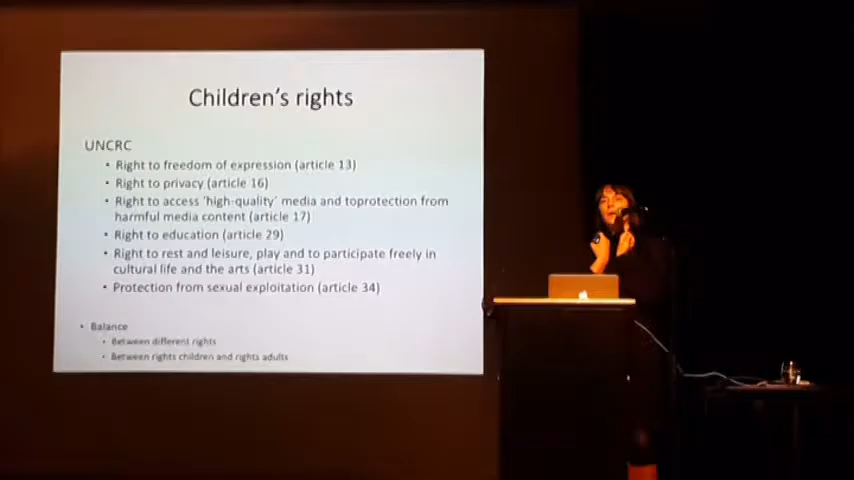 Children's rights
UNCRC
• Right to freedom of expression (article 13)
• Right to privacy (article 16)
• Right to access 'high-quality' media and toprotection from
harmful media content (article 17)
• Right to education (article 29)
• Right to rest and leisure, play and to participate freely in
cultural life and the arts (article 31)
• Protection from sexual exploitation (article 34)
• Balance
• Between different rights
• Between rights children and rights adults